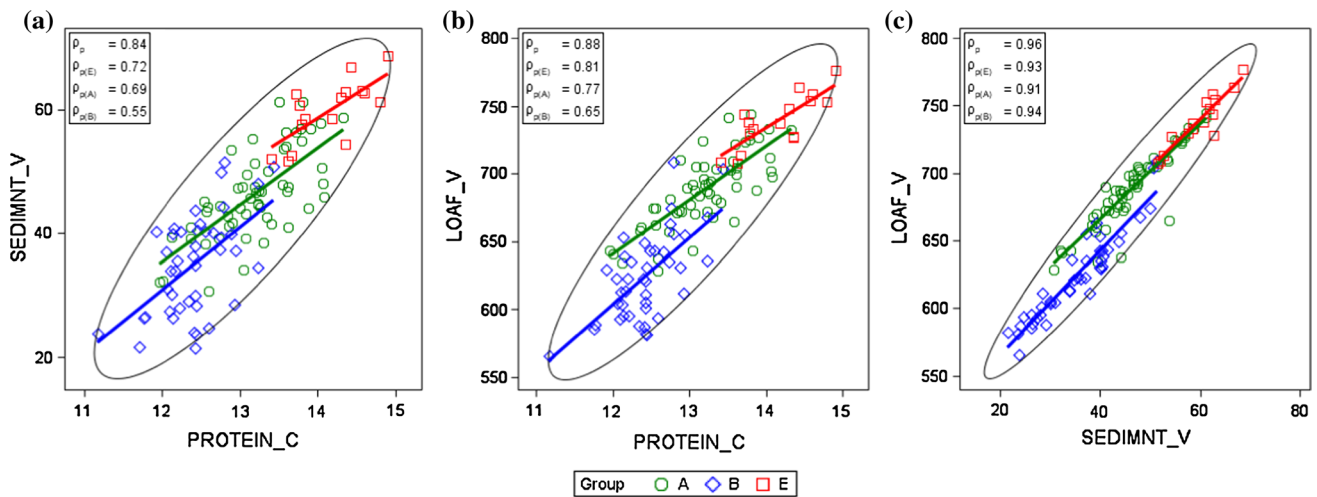 (a)
ρp = 0.84
ρp(E) = 0.72
ρp(A) = 0.69
ρp(B) = 0.55
SEDIMNT_V
60
40
20
11 12 13 14 15
PROTEIN_C
(b)
ρp = 0.88
ρp(E) = 0.81
ρp(A) = 0.77
ρp(B) = 0.65
LOAF_V
800
750
700
650
600
550
11 12 13 14 15
PROTEIN_C
(c)
ρp = 0.96
ρp(E) = 0.93
ρp(A) = 0.91
ρp(B) = 0.94
LOAF_V
800
750
700
650
600
550
20 40 60 80
SEDIMNT_V
Group A B E